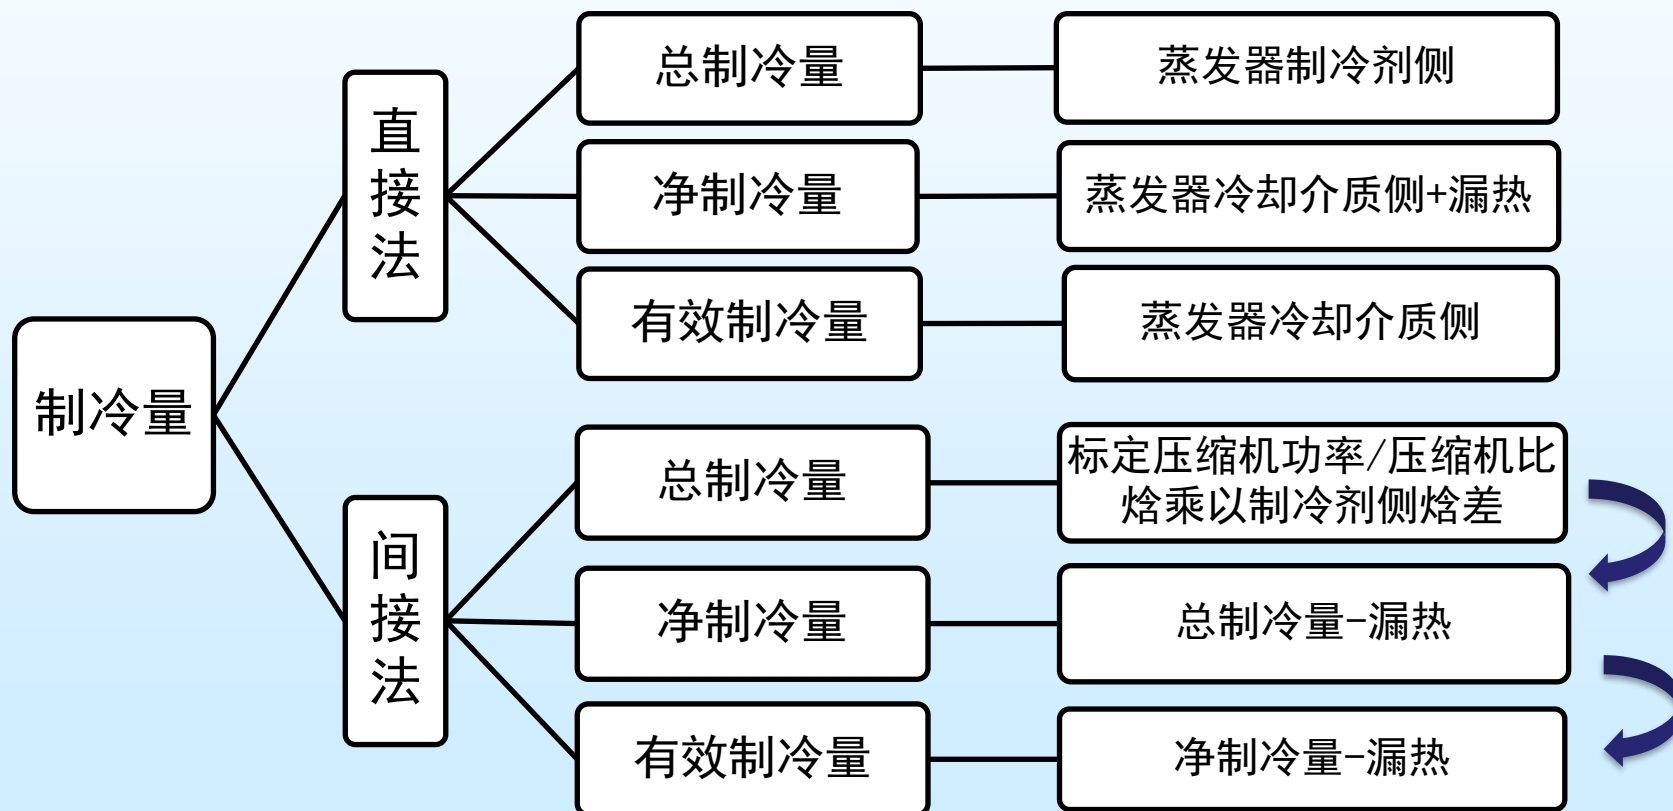 制冷量
直接法
总制冷量
蒸发器制冷剂侧
净制冷量
蒸发器冷却介质侧+漏热
有效制冷量
蒸发器冷却介质侧
间接法
总制冷量
标定压缩机功率/压缩机比
焓乘以制冷剂侧焓差
净制冷量
总制冷量-漏热
有效制冷量
净制冷量-漏热